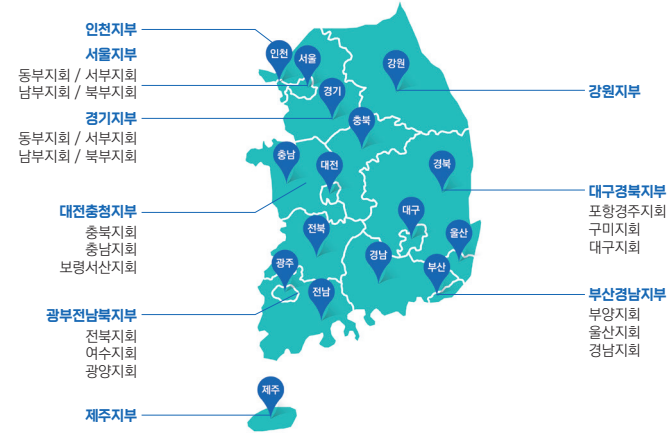 인천지부
서울지부
동부지회 / 서부지회
남부지회 / 북부지회
경기지부
동부지회 / 서부지회
남부지회 / 북부지회
대전충청지부
충북지회
충남지회
보령서산지회
광부전남북지부
전북지회
여수지회
광양지회
제주지부
인천
서울
강원
경기
충북
충남
대전
경북
대구
전북
울산
경남
광주
부산
전남
제주
강원지부
대구경북지부
포항경주지회
구미지회
대구지회
부산경남지부
부양지회
울산지회
경남지회